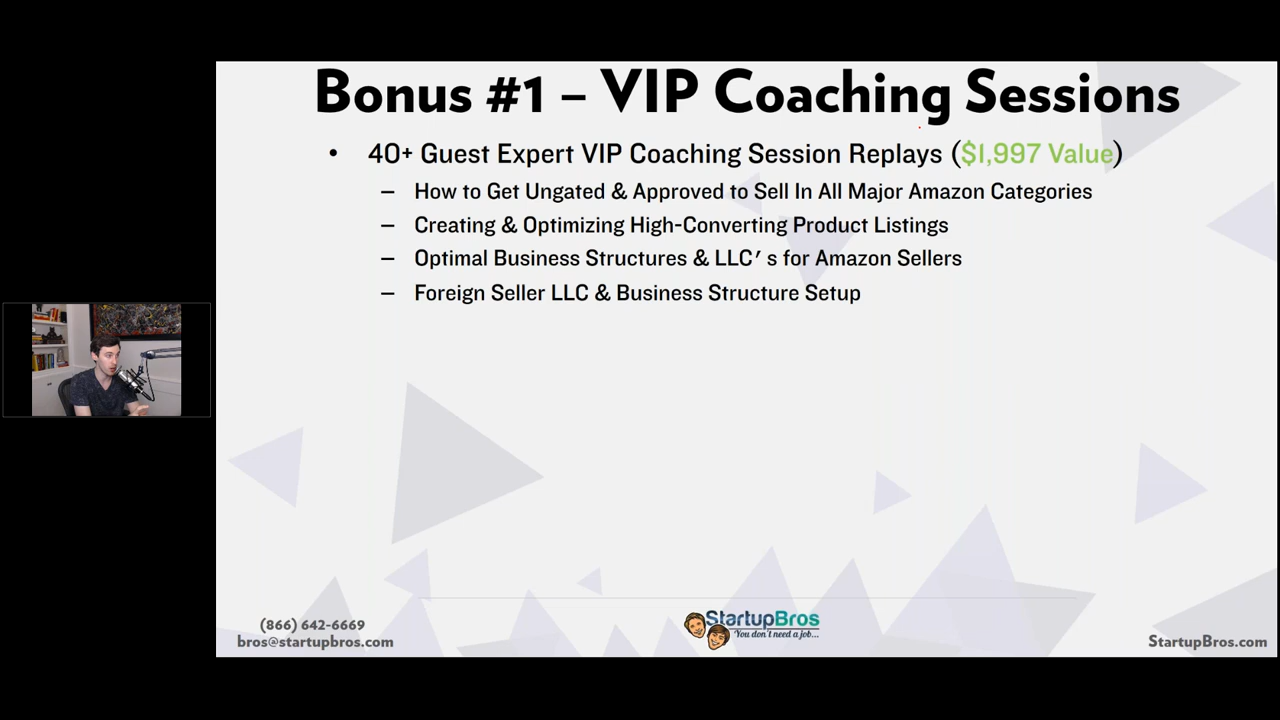 Bonus #1 – VIP Coaching Sessions
• 40+ Guest Expert VIP Coaching Session Replays ($1,997 Value)
– How to Get Ungated & Approved to Sell In All Major Amazon Categories
– Creating & Optimizing High-Converting Product Listings
– Optimal Business Structures & LLC’ s for Amazon Sellers
– Foreign Seller LLC & Business Structure Setup
(866) 642-6669
bros@startupbros.com
StartupBros
"You don't need a job...
StartupBros.com